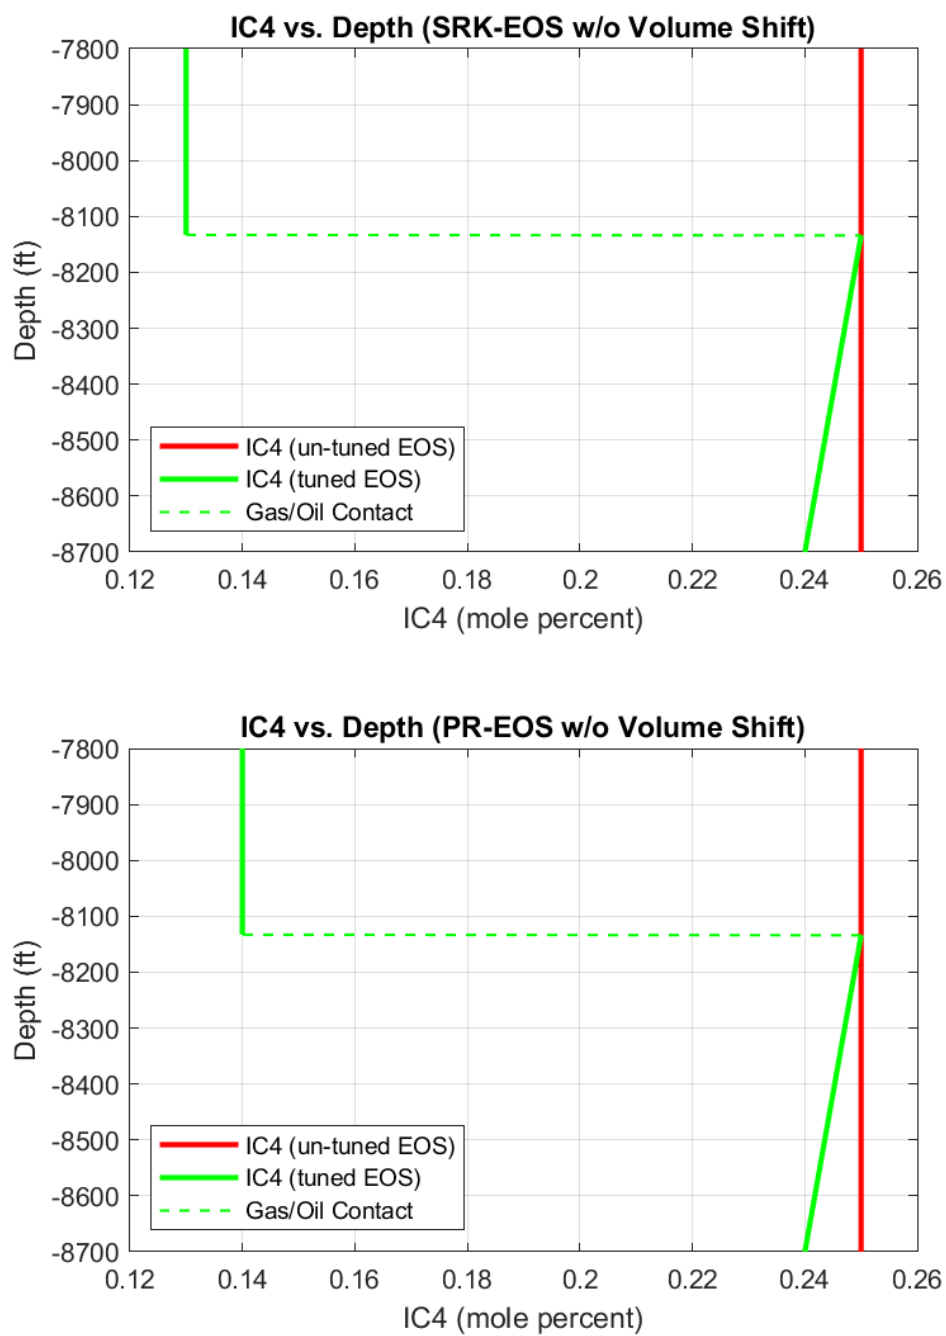 IC4 vs. Depth (SRK-EOS w/o Volume Shift)
-7800
-7900
-8000
-8100
-8200
-8300
-8400
-8500
-8600
-8700
Depth (ft)
IC4 (un-tuned EOS)
IC4 (tuned EOS)
Gas/Oil Contact
0.12 0.14 0.16 0.18 0.2 0.22 0.24 0.26
IC4 (mole percent)
IC4 vs. Depth (PR-EOS w/o Volume Shift)
-7800
-7900
-8000
-8100
-8200
-8300
-8400
-8500
-8600
-8700
Depth (ft)
IC4 (un-tuned EOS)
IC4 (tuned EOS)
Gas/Oil Contact
0.12 0.14 0.16 0.18 0.2 0.22 0.24 0.26
IC4 (mole percent)